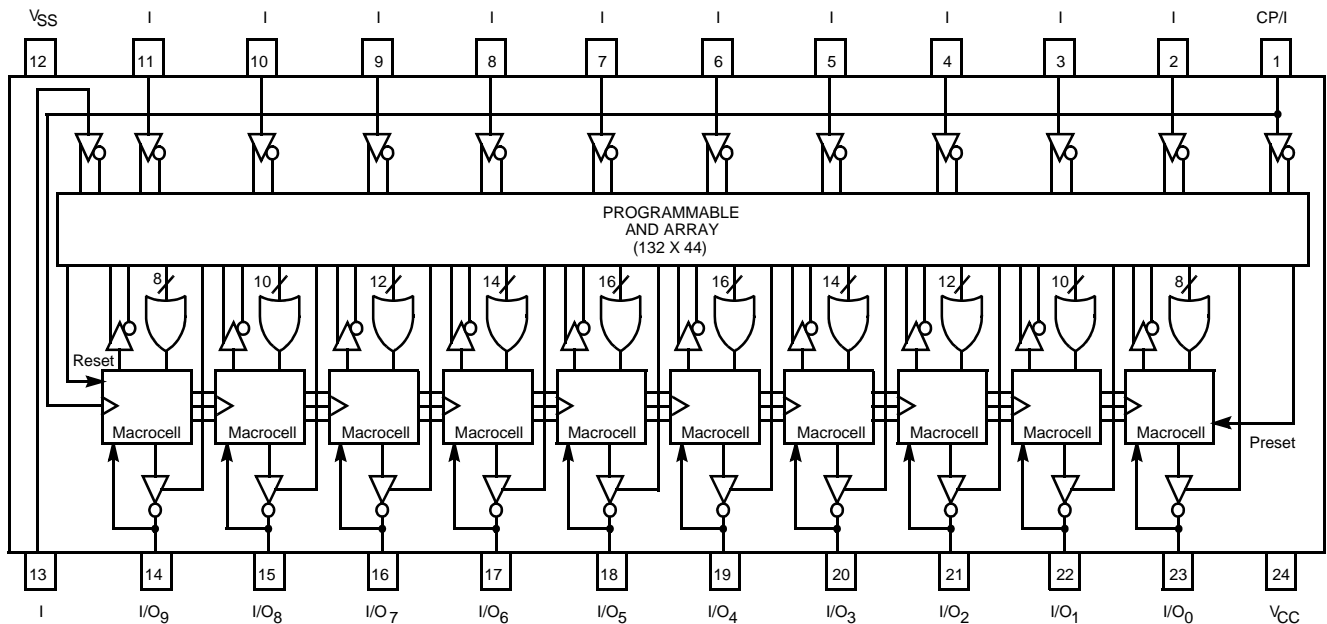 VSS I I I I I I I I I I CP/I
12 11 10 9 8 7 6 5 4 3 2 1
PROGRAMMABLE
AND ARRAY
(132 X 44)
8 10 12 14 16 16 14 12 10 8
Reset
Macrocell Macrocell Macrocell Macrocell Macrocell Macrocell Macrocell Macrocell Macrocell Macrocell
Preset
13 14 15 16 17 18 19 20 21 22 23 24
I I/O9 I/O8 I/O7 I/O6 I/O5 I/O4 I/O3 I/O2 I/O1 I/O0 VCC